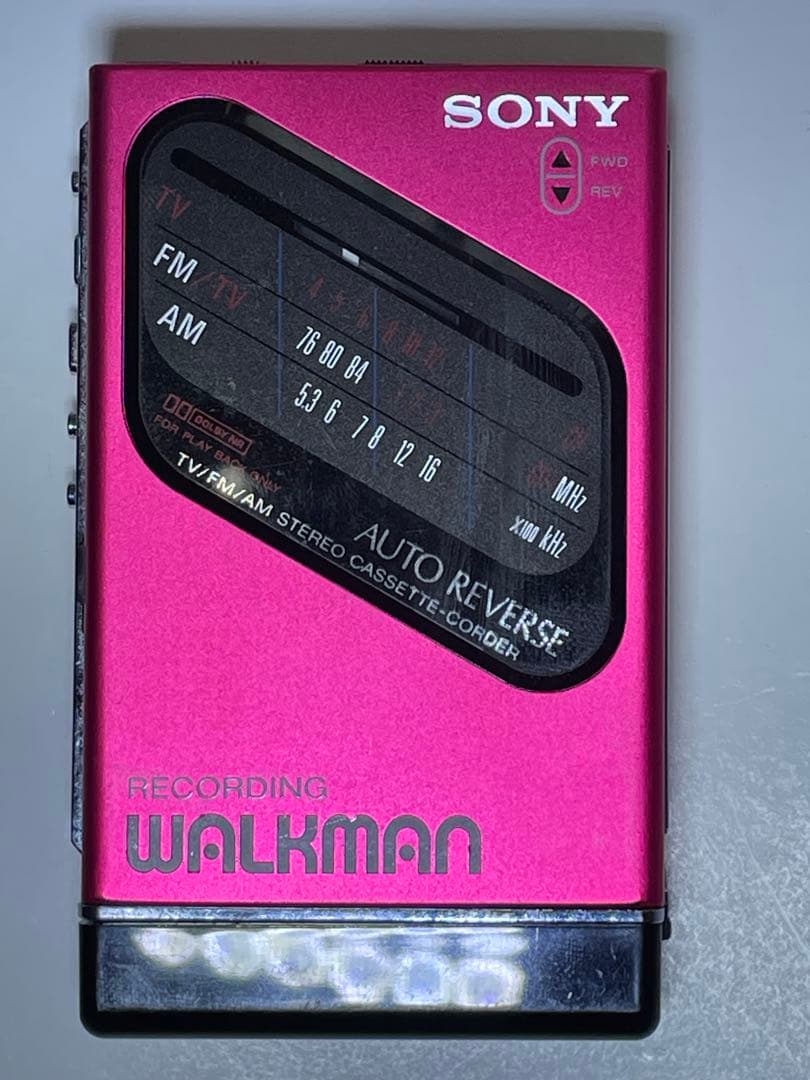 SONY
FWD
REV
TV
FM/TV
AM
76 80 84
5.3 6 7 8 12 16
MHz
x100 kHz
DOLBY NR
FOR PLAY BACK ONLY
TV/FM/AM STEREO CASSETTE-CORDER
AUTO REVERSE
RECORDING
WALKMAN